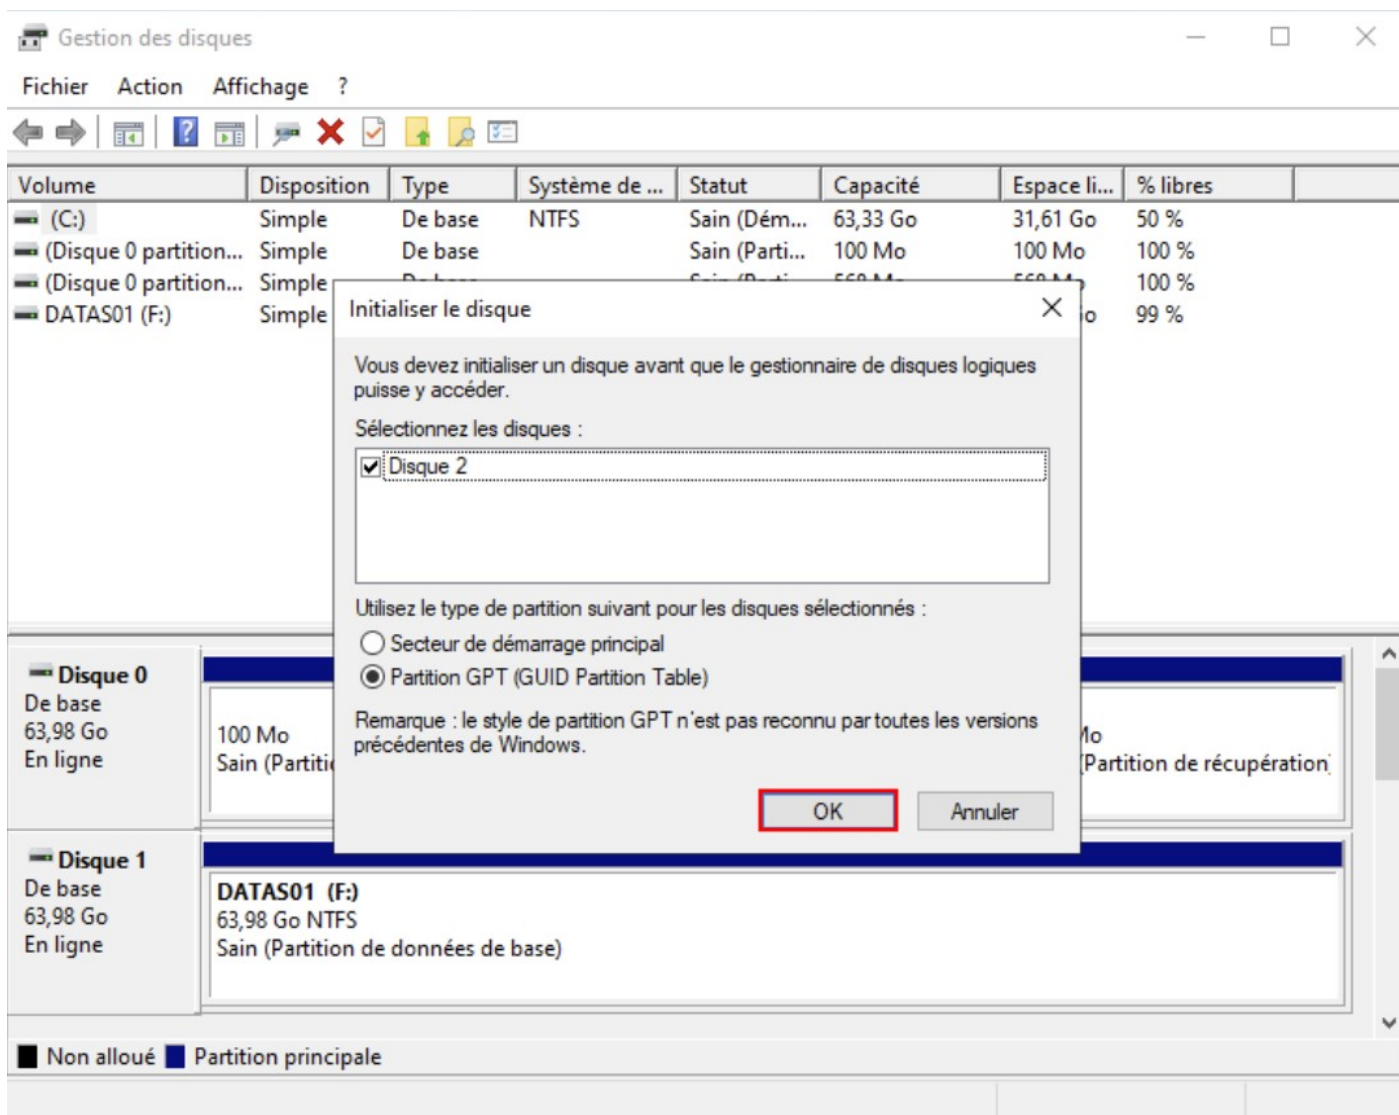 Gestion des disques
Fichier Action Affichage ?
Volume Disposition Type Système de ... Statut Capacité Espace li... % libres
(C:) Simple De base NTFS Sain (Dém... 63,33 Go 31,61 Go 50 %
(Disque 0 partition... Simple De base Sain (Parti... 100 Mo 100 Mo 100 %
(Disque 0 partition... Simple 100 %
DATAS01 (F:) Simple 99 %
Initialiser le disque
Vous devez initialiser un disque avant que le gestionnaire de disques logiques
puisse y accéder.
Sélectionnez les disques :
Disque 2
Utilisez le type de partition suivant pour les disques sélectionnés :
Secteur de démarrage principal
Partition GPT (GUID Partition Table)
Remarque : le style de partition GPT n'est pas reconnu par toutes les versions
précédentes de Windows.
OK Annuler
Disque 0
De base
63,98 Go
En ligne
100 Mo
Sain (Partiti
(Partition de récupération)
Disque 1
De base
63,98 Go
En ligne
DATAS01 (F:)
63,98 Go NTFS
Sain (Partition de données de base)
Non alloué Partition principale